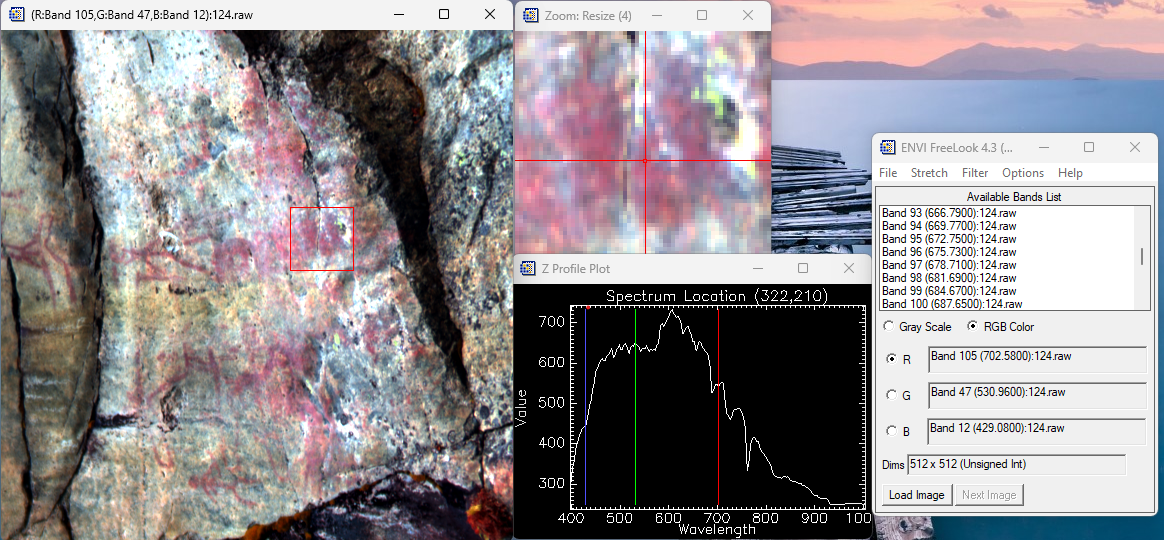 (R:Band 105,G:Band 47,B:Band 12):124.raw
Zoom: Resize (4)
ENVI FreeLook 4.3 (...
File Stretch Filter Options Help
Available Bands List
Band 93 (666.7900):124.raw
Band 94 (669.7700):124.raw
Band 95 (672.7500):124.raw
Band 96 (675.7300):124.raw
Band 97 (678.7100):124.raw
Band 98 (681.6900):124.raw
Band 99 (684.6700):124.raw
Band 100 (687.6500):124.raw
Gray Scale RGB Color
R Band 105 (702.5800):124.raw
G Band 47 (530.9600):124.raw
B Band 12 (429.0800):124.raw
Dims 512 x 512 (Unsigned Int)
Load Image Next Image
Z Profile Plot
Spectrum Location (322,210)
Value
700
600
500
400
300
400 500 600 700 800 900 100
Wavelength